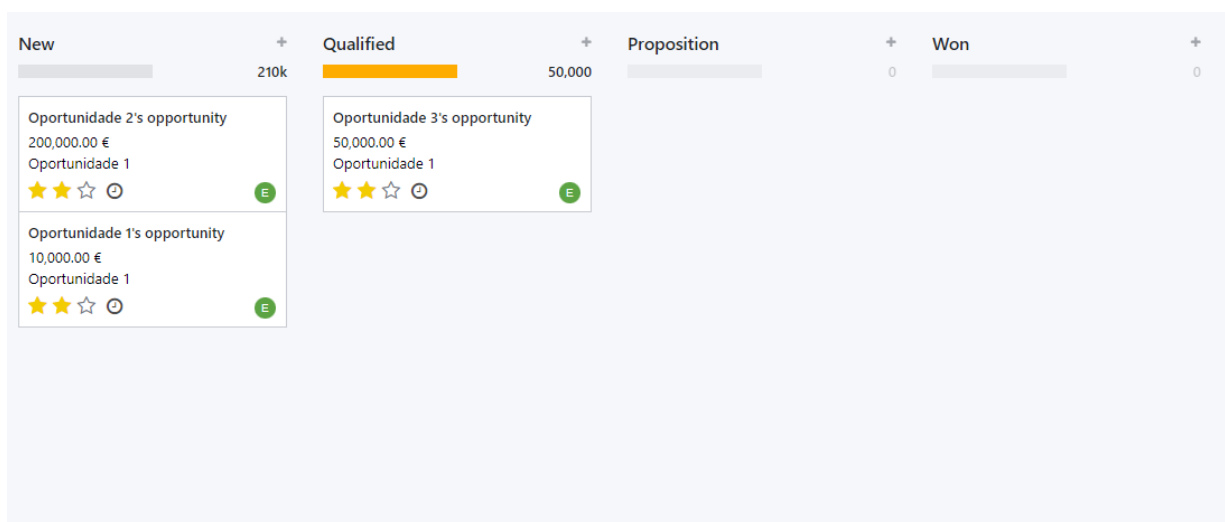 New +
210k
Oportunidade 2's opportunity
200,000.00 €
Oportunidade 1
E
Oportunidade 1's opportunity
10,000.00 €
Oportunidade 1
E
Qualified +
50,000
Oportunidade 3's opportunity
50,000.00 €
Oportunidade 1
E
Proposition +
0
Won +
0